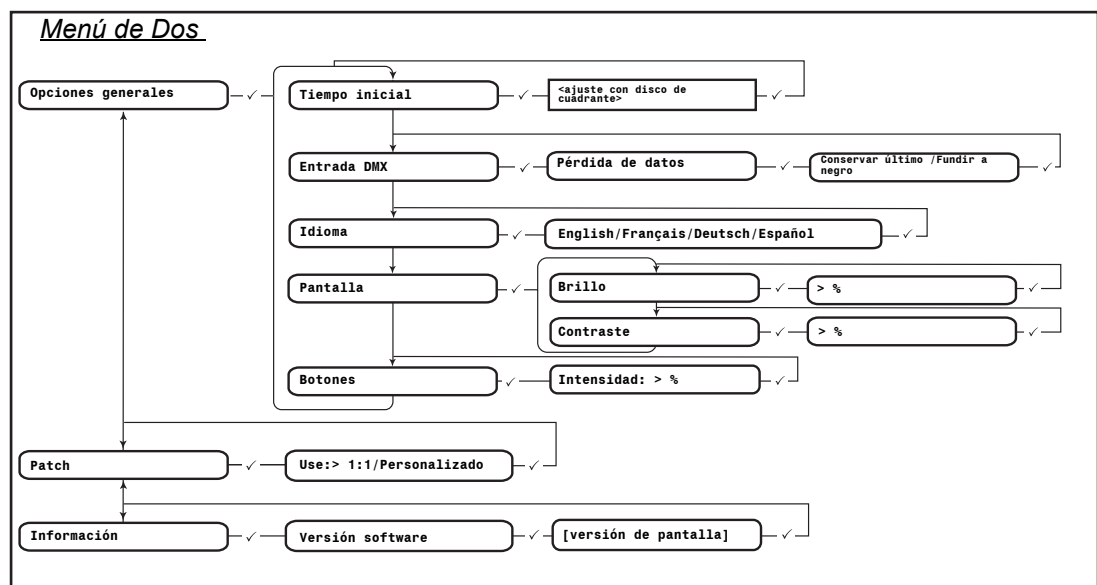 Menú de Dos
Opciones generales
Tiempo inicial
<ajuste con disco de
cuadrante>
Entrada DMX
Pérdida de datos
Conservar último /Fundir a
negro
Idioma
English/Français/Deutsch/Español
Pantalla
Brillo
> %
Contraste
> %
Botones
Intensidad: > %
Patch
Use:> 1:1/Personalizado
Información
Versión software
[versión de pantalla]